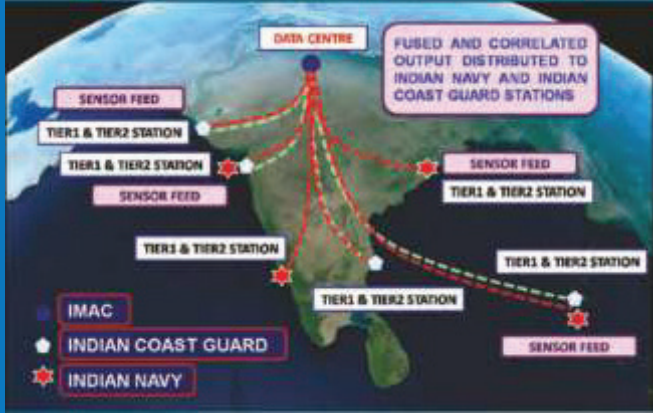 DATA CENTRE
FUSED AND CORRELATED
OUTPUT DISTRIBUTED TO
INDIAN NAVY AND INDIAN
COAST GUARD STATIONS
SENSOR FEED
TIER1 & TIER2 STATION
TIER1 & TIER2 STATION
SENSOR FEED
SENSOR FEED
TIER1 & TIER2 STATION
TIER1 & TIER2 STATION
TIER1 & TIER2 STATION
TIER1 & TIER2 STATION
SENSOR FEED
IMAC
INDIAN COAST GUARD
INDIAN NAVY